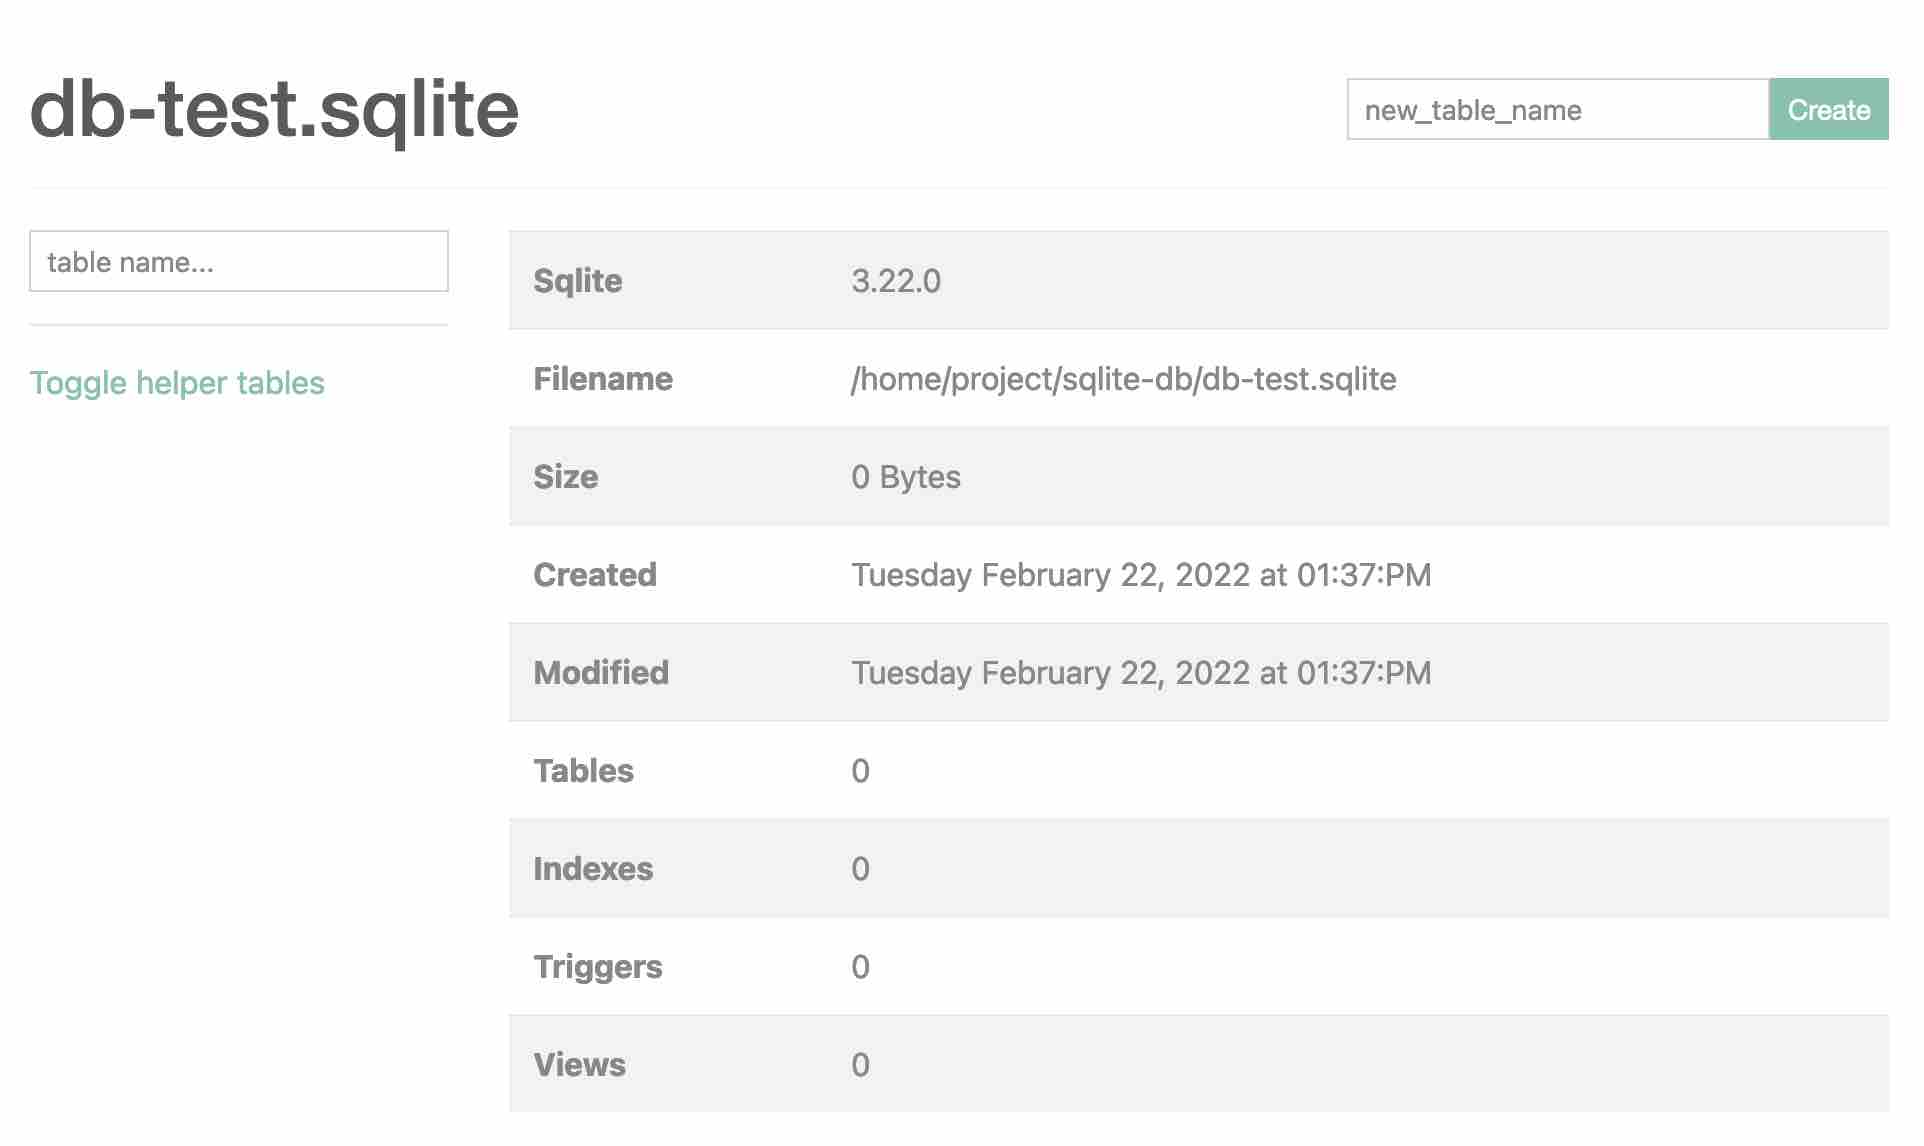 db-test.sqlite
new_table_name Create
table name...
Toggle helper tables
Sqlite 3.22.0
Filename /home/project/sqlite-db/db-test.sqlite
Size 0 Bytes
Created Tuesday February 22, 2022 at 01:37:PM
Modified Tuesday February 22, 2022 at 01:37:PM
Tables 0
Indexes 0
Triggers 0
Views 0